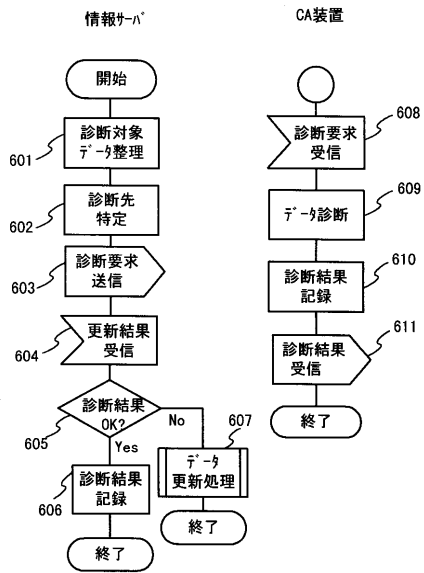 情報ｻｰﾊﾞ
開始
診断対象
データ整理
601
診断先
特定
602
診断要求
送信
603
更新結果
受信
604
診断結果
OK?
605
No
Yes
607
データ
更新処理
終了
診断結果
記録
606
終了
CA装置
608
診断要求
受信
609
データ診断
610
診断結果
記録
611
診断結果
受信
終了